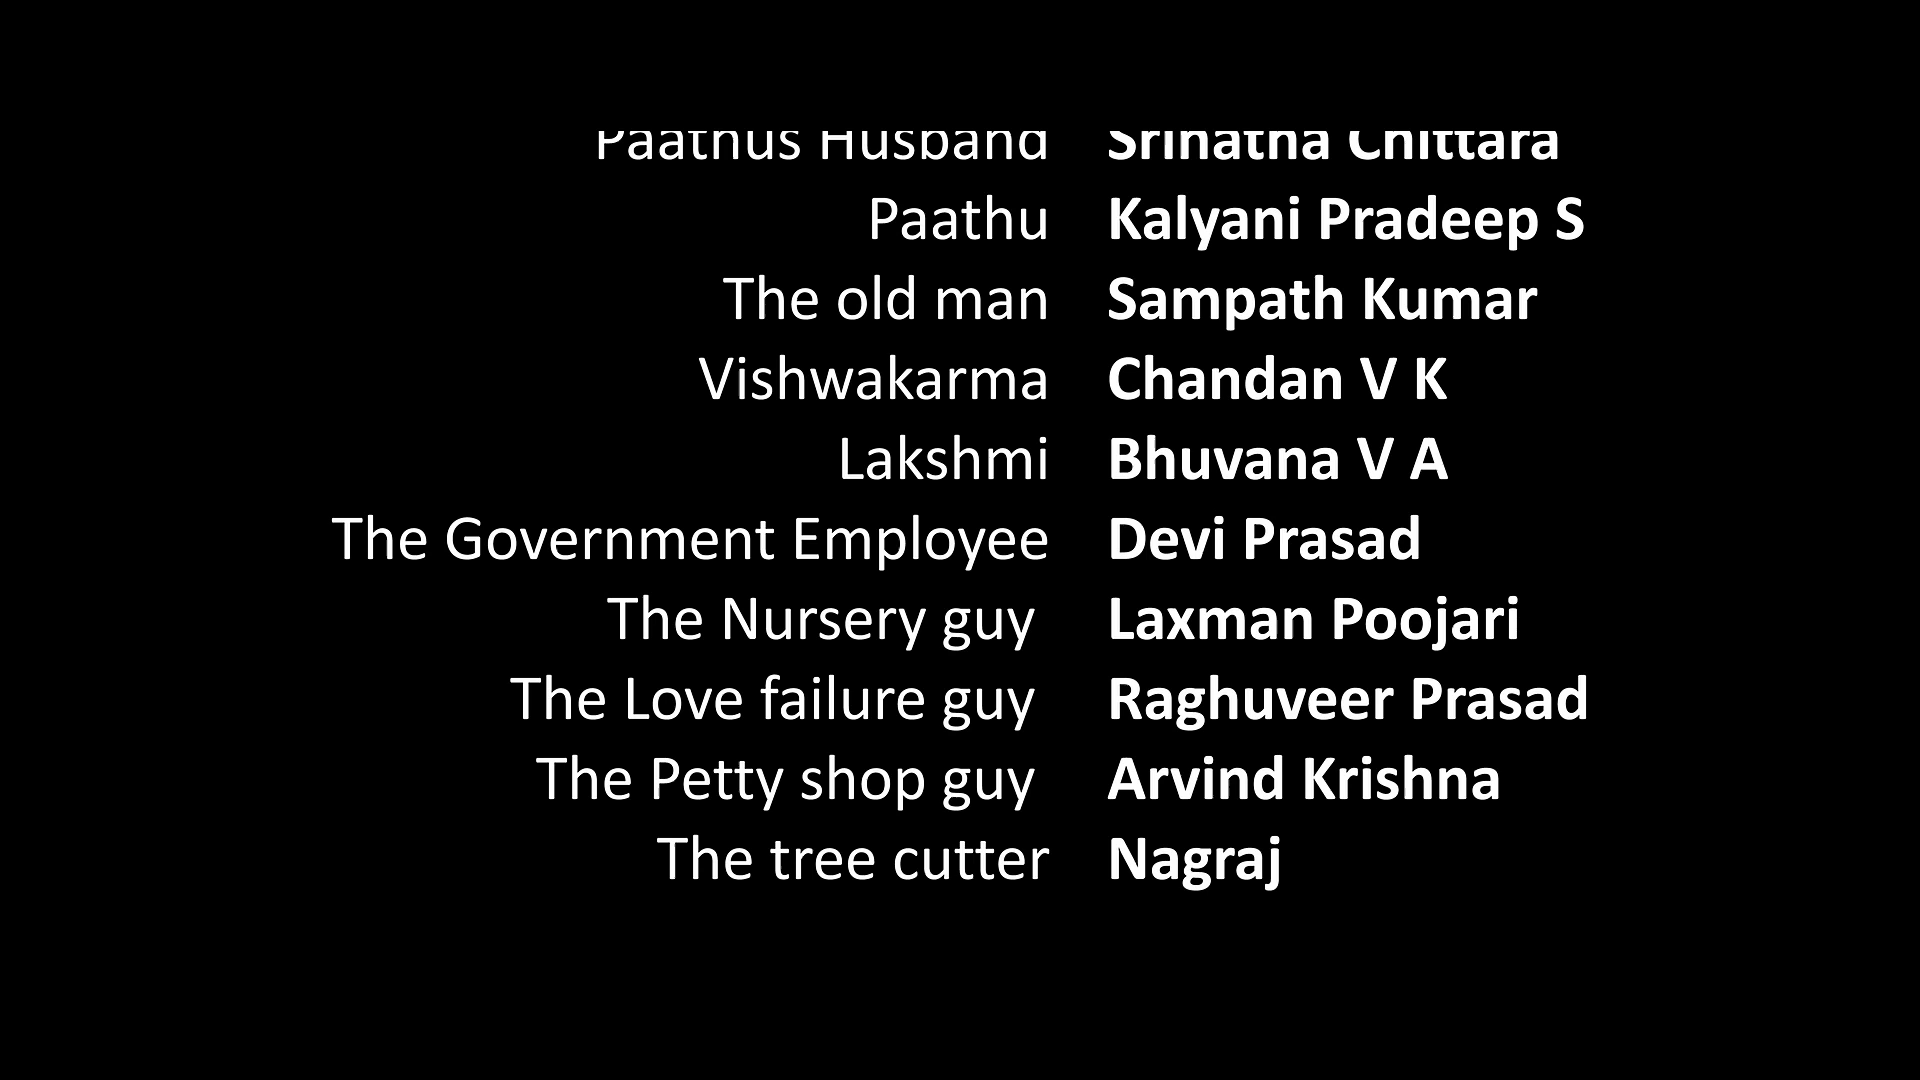 Paathus Husband Srinatha Chittara
Paathu Kalyani Pradeep S
The old man Sampath Kumar
Vishwakarma Chandan V K
Lakshmi Bhuvana V A
The Government Employee Devi Prasad
The Nursery guy Laxman Poojari
The Love failure guy Raghuveer Prasad
The Petty shop guy Arvind Krishna
The tree cutter Nagraj